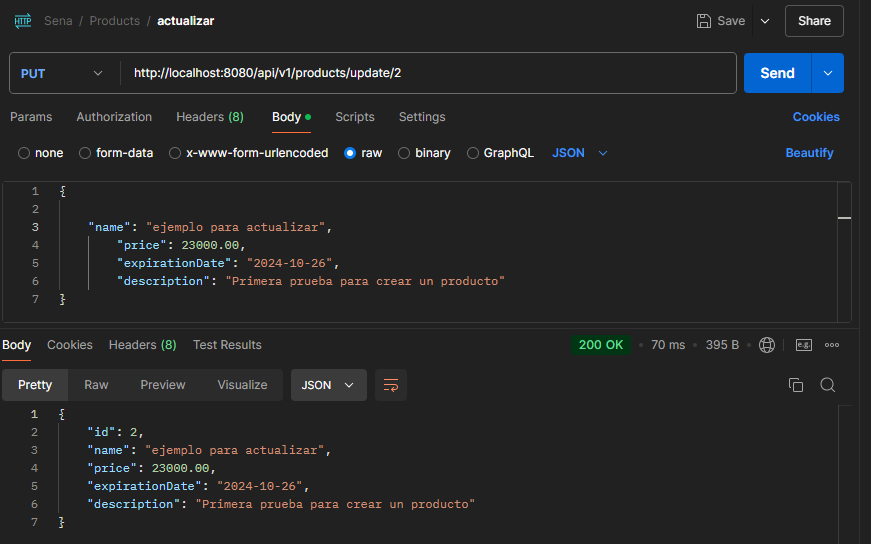 HTTP Sena / Products / actualizar Save Share
PUT http://localhost:8080/api/v1/products/update/2 Send
Params Authorization Headers (8) Body Scripts Settings Cookies
none form-data x-www-form-urlencoded raw binary GraphQL JSON Beautify
1 {
2
3 "name": "ejemplo para actualizar",
4 "price": 23000.00,
5 "expirationDate": "2024-10-26",
6 "description": "Primera prueba para crear un producto"
7 }
Body Cookies Headers (8) Test Results 200 OK • 70 ms • 395 B • e.g. ooo
Pretty Raw Preview Visualize JSON
1 {
2 "id": 2,
3 "name": "ejemplo para actualizar",
4 "price": 23000.00,
5 "expirationDate": "2024-10-26",
6 "description": "Primera prueba para crear un producto"
7 }